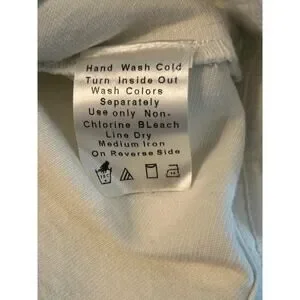 Hand Wash Cold
Turn Inside Out
Wash Colors
Separately
Use only Non-
Chlorine BLeach
Line Dry
Medium Iron
On Reverse Side